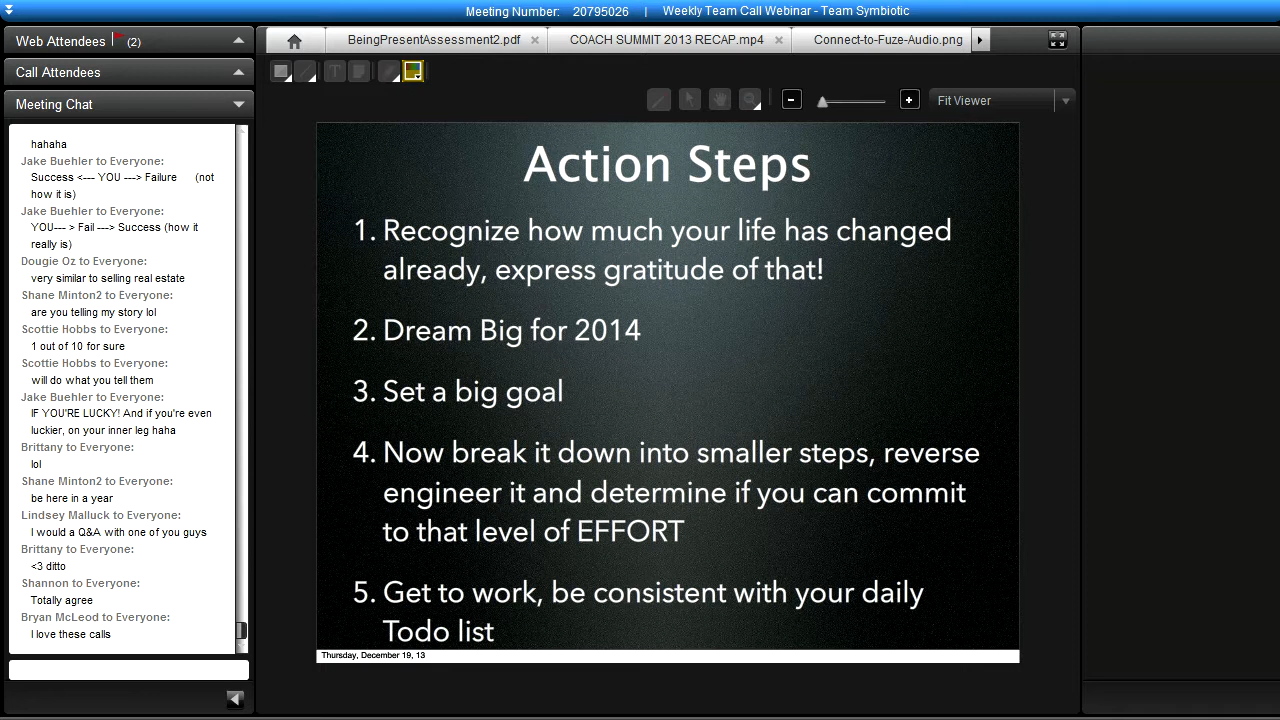 Meeting Number: 20795026 | Weekly Team Call Webinar - Team Symbiotic
Web Attendees (2)
Call Attendees
Meeting Chat
hahaha
Jake Buehler to Everyone:
Success <--- YOU ---> Failure (not
how it is)
Jake Buehler to Everyone:
YOU--- > Fail ---> Success (how it
really is)
Dougie Oz to Everyone:
very similar to selling real estate
Shane Minton2 to Everyone:
are you telling my story lol
Scottie Hobbs to Everyone:
1 out of 10 for sure
Scottie Hobbs to Everyone:
will do what you tell them
Jake Buehler to Everyone:
IF YOU'RE LUCKY! And if you're even
luckier, on your inner leg haha
Brittany to Everyone:
lol
Shane Minton2 to Everyone:
be here in a year
Lindsey Malluck to Everyone:
I would a Q&A with one of you guys
Brittany to Everyone:
<3 ditto
Shannon to Everyone:
Totally agree
Bryan McLeod to Everyone:
I love these calls
BeingPresentAssessment2.pdf
COACH SUMMIT 2013 RECAP.mp4
Connect-to-Fuze-Audio.png
T
Fit Viewer
Action Steps
1. Recognize how much your life has changed
already, express gratitude of that!
2. Dream Big for 2014
3. Set a big goal
4. Now break it down into smaller steps, reverse
engineer it and determine if you can commit
to that level of EFFORT
5. Get to work, be consistent with your daily
Todo list
Thursday, December 19, 13